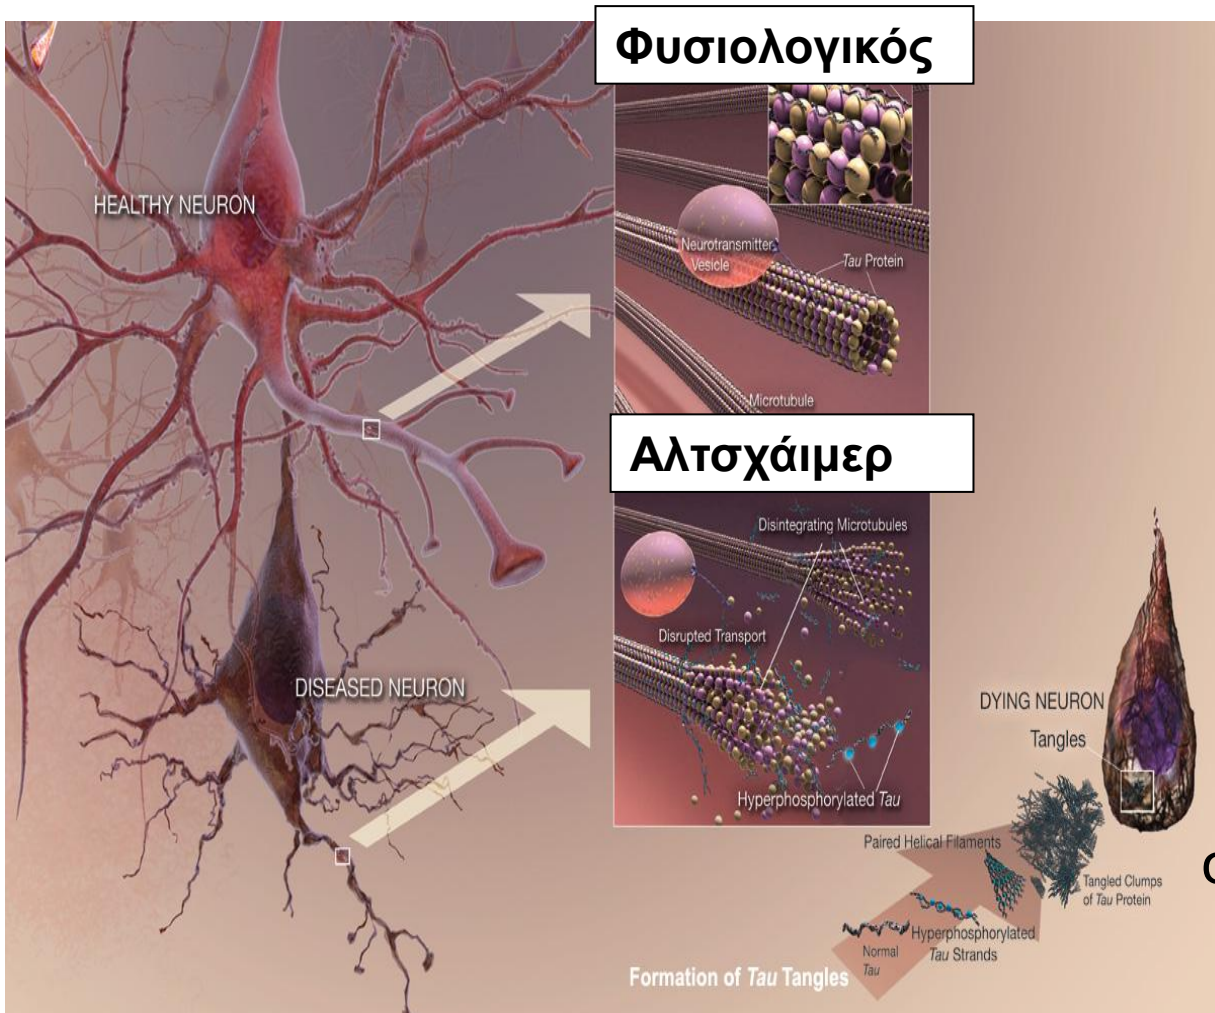 Φυσιολογικός
HEALTHY NEURON
Neurotransmitter
Vesicle
Tau Protein
Microtubule
Αλτσχάιμερ
Disintegrating Microtubules
Disrupted Transport
DISEASED NEURON
Hyperphosphorylated Tau
DYING NEURON
Tangles
Paired Helical Filaments
Tangled Clumps
of Tau Protein
Hyperphosphorylated
Tau Strands
Normal
Tau
Formation of Tau Tangles